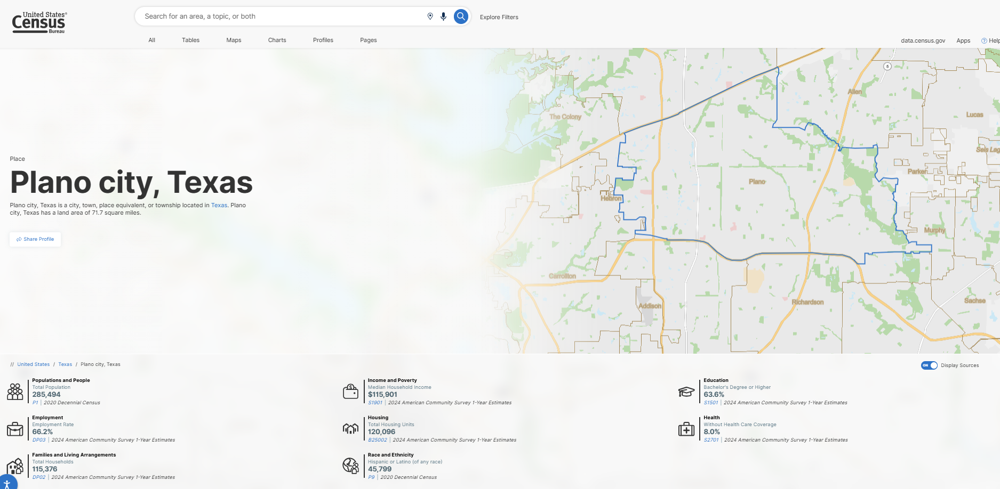 United States®
Census
Bureau
Search for an area, a topic, or both
Explore Filters
All
Tables
Maps
Charts
Profiles
Pages
data.census.gov
Apps
Help
5
Allen
The Colony
Lucas
Parker
Plano
Hebron
Murphy
Carrollton
Addison
Richardson
Sachse
Place
Plano city, Texas
Plano city, Texas is a city, town, place equivalent, or township located in Texas. Plano
city, Texas has a land area of 71.7 square miles.
Share Profile
// United States / Texas / Plano city, Texas
ON Display Sources
Populations and People
Total Population
285,494
P1 | 2020 Decennial Census
Income and Poverty
Median Household Income
$115,901
S1901 | 2024 American Community Survey 1-Year Estimates
Education
Bachelor's Degree or Higher
63.6%
S1501 | 2024 American Community Survey 1-Year Estimates
Employment
Employment Rate
66.2%
DP03 | 2024 American Community Survey 1-Year Estimates
Housing
Total Housing Units
120,096
B25002 | 2024 American Community Survey 1-Year Estimates
Health
Without Health Care Coverage
8.0%
S2701 | 2024 American Community Survey 1-Year Estimates
Families and Living Arrangements
Total Households
115,376
DP02 | 2024 American Community Survey 1-Year Estimates
Race and Ethnicity
Hispanic or Latino (of any race)
45,799
P9 | 2020 Decennial Census